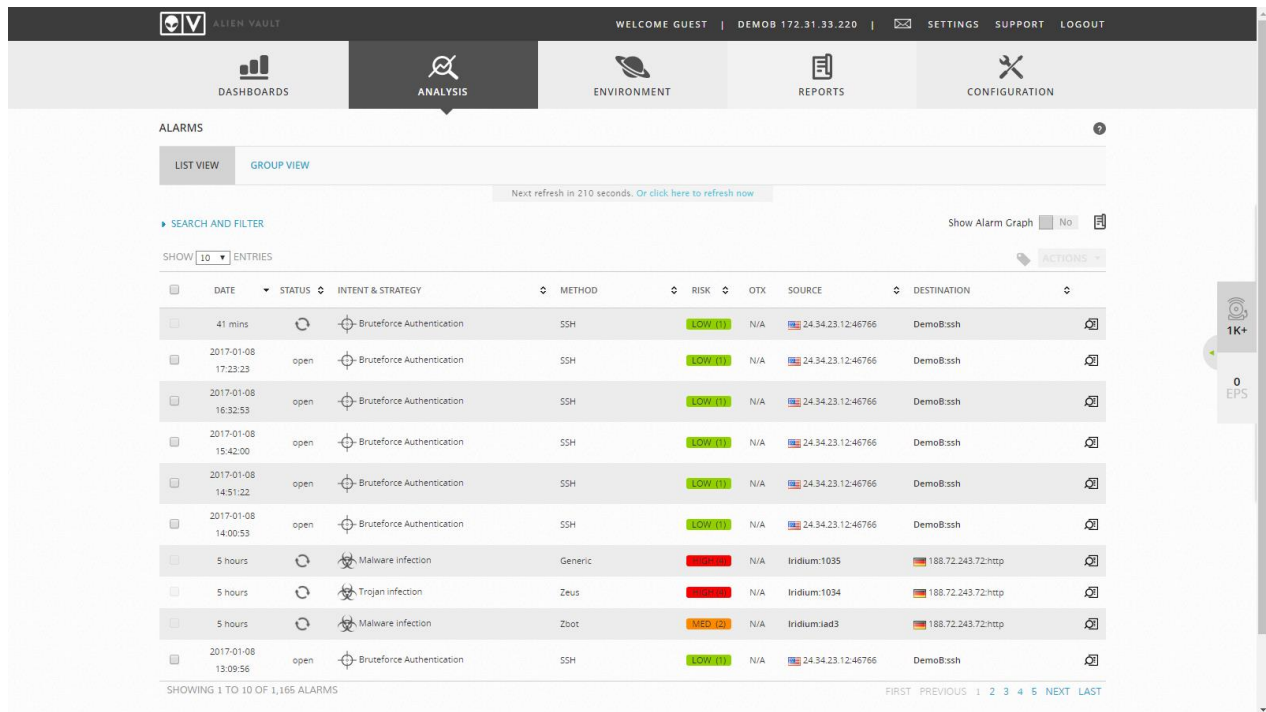 ALIEN VAULT
WELCOME GUEST | DEMOB 172.31.33.220 | SETTINGS SUPPORT LOGOUT
DASHBOARDS ANALYSIS ENVIRONMENT REPORTS CONFIGURATION
ALARMS
LIST VIEW GROUP VIEW
Next refresh in 210 seconds. Or click here to refresh now
SEARCH AND FILTER
Show Alarm Graph No
SHOW 10 ENTRIES
ACTIONS
DATE STATUS INTENT & STRATEGY METHOD RISK OTX SOURCE DESTINATION
41 mins Bruteforce Authentication SSH LOW (1) N/A 24.34.23.12:46766 DemoB:ssh
2017-01-08
17:23:23
open Bruteforce Authentication SSH LOW (1) N/A 24.34.23.12:46766 DemoB:ssh
2017-01-08
16:32:53
open Bruteforce Authentication SSH LOW (1) N/A 24.34.23.12:46766 DemoB:ssh
2017-01-08
15:42:00
open Bruteforce Authentication SSH LOW (1) N/A 24.34.23.12:46766 DemoB:ssh
2017-01-08
14:51:22
open Bruteforce Authentication SSH LOW (1) N/A 24.34.23.12:46766 DemoB:ssh
2017-01-08
14:00:53
open Bruteforce Authentication SSH LOW (1) N/A 24.34.23.12:46766 DemoB:ssh
5 hours Malware infection Generic HIGH (4) N/A Iridium:1035 188.72.243.72:http
5 hours Trojan infection Zeus HIGH (4) N/A Iridium:1034 188.72.243.72:http
5 hours Malware infection Zbot MED (2) N/A Iridium:iad3 188.72.243.72:http
2017-01-08
13:09:56
open Bruteforce Authentication SSH LOW (1) N/A 24.34.23.12:46766 DemoB:ssh
SHOWING 1 TO 10 OF 1,166 ALARMS
FIRST PREVIOUS 1 2 3 4 5 NEXT LAST
1K+
0
EPS